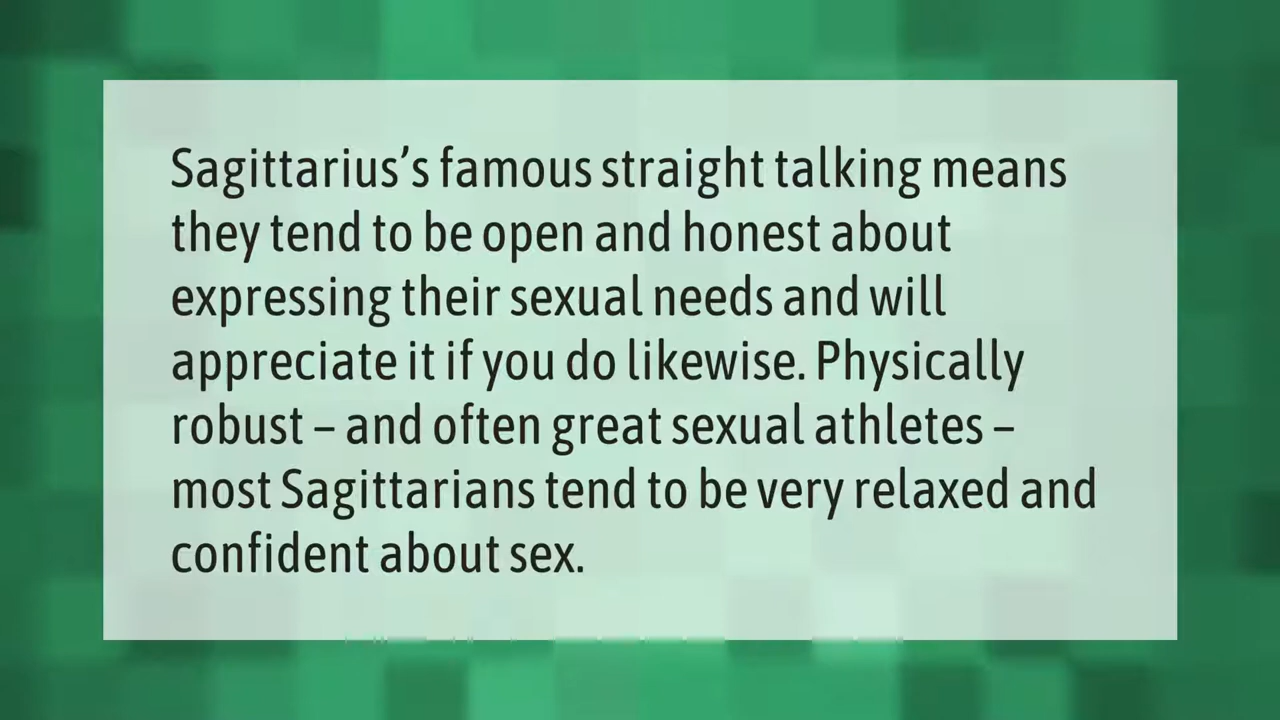 Sagittarius’s famous straight talking means
they tend to be open and honest about
expressing their sexual needs and will
appreciate it if you do likewise. Physically
robust – and often great sexual athletes –
most Sagittarians tend to be very relaxed and
confident about sex.